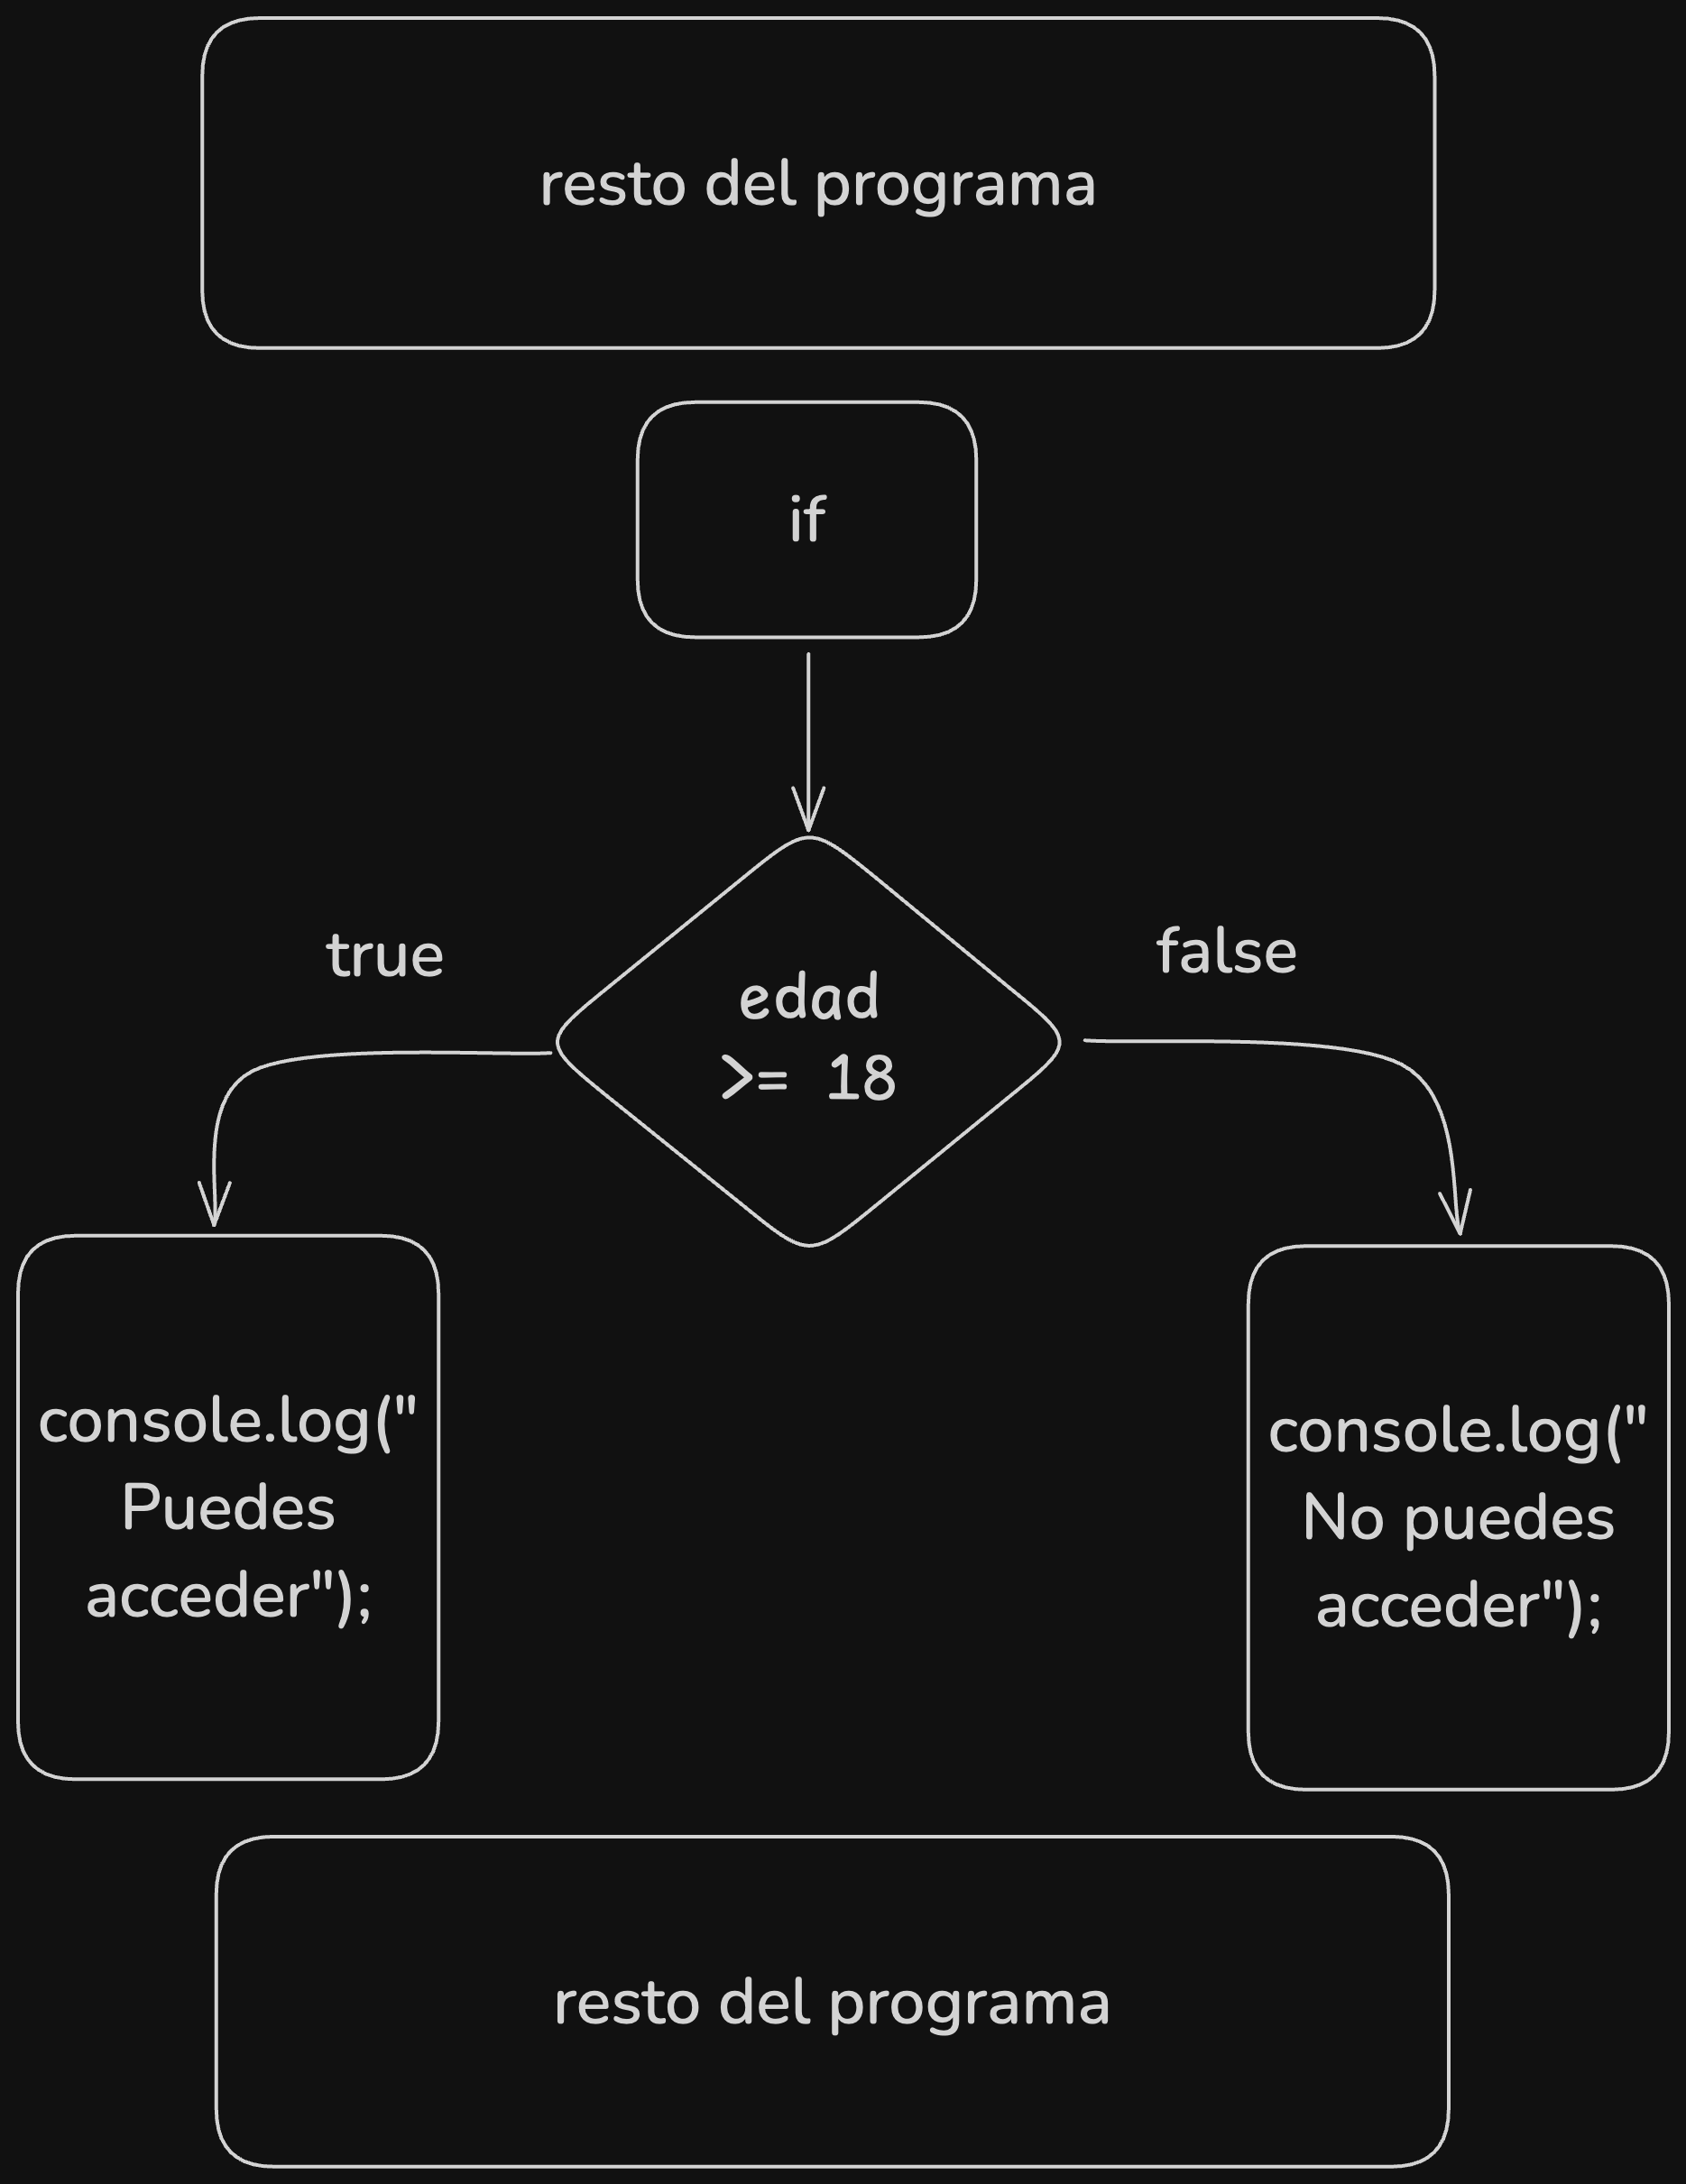 resto del programa
if
true
false
edad
>= 18
console.log("
Puedes
acceder");
console.log("
No puedes
acceder");
resto del programa